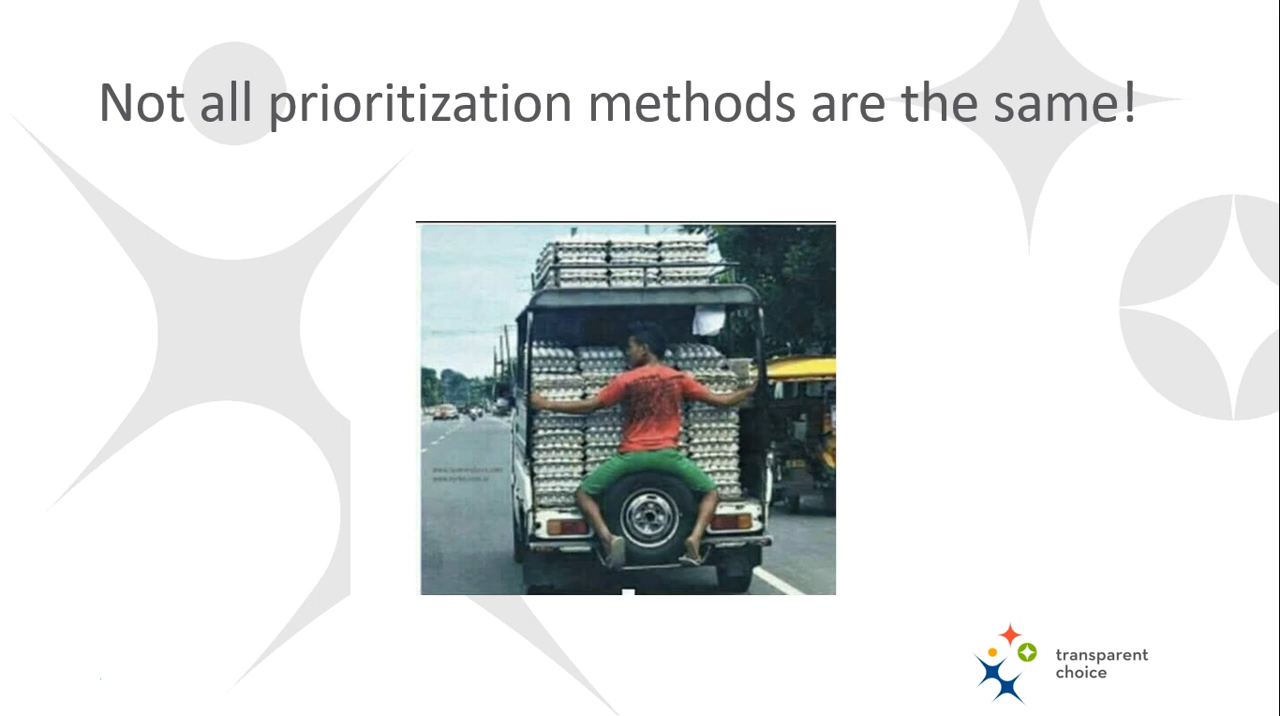 Not all prioritization methods are the same!
transparent
choice